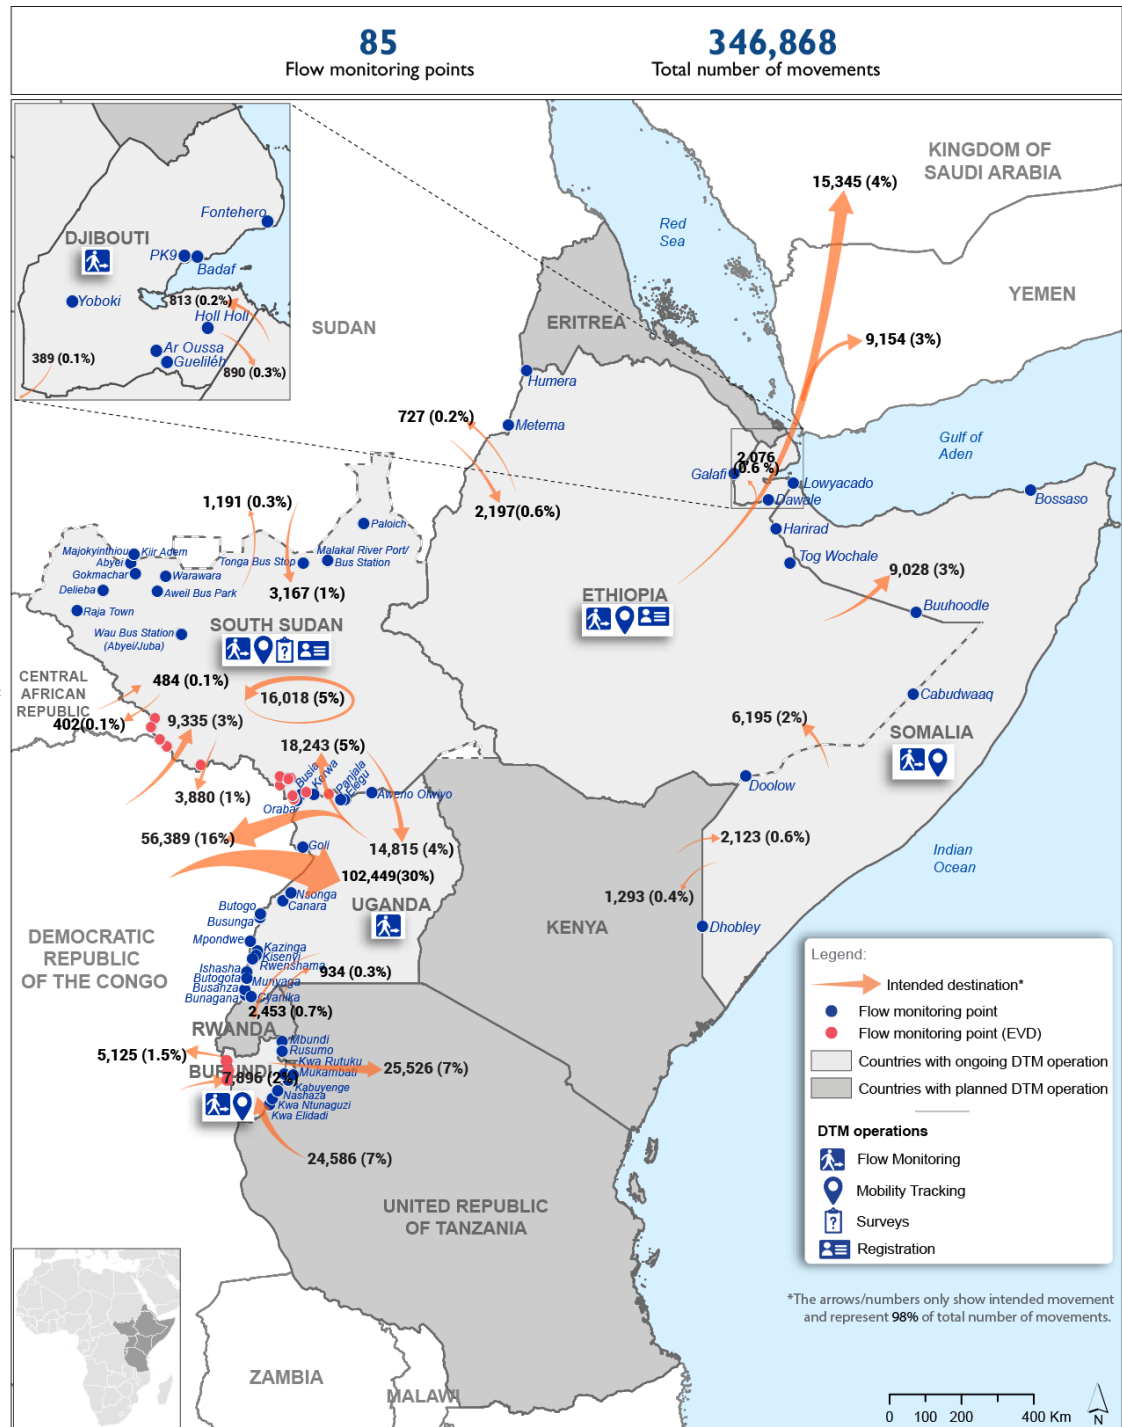 85
Flow monitoring points
346,868
Total number of movements
Fontehero
DJIBOUTI
PK9
Badaf
Yoboki
813 (0.2%)
Holl Holl
Ar Oussa
Guelileh
389 (0.1%)
890 (0.3%)
SUDAN
Red
Sea
ERITREA
KINGDOM OF
SAUDI ARABIA
15,345 (4%)
YEMEN
9,154 (3%)
Humera
Metema
727 (0.2%)
2,197(0.6%)
Gulf of
Aden
2,076
(0.6 %)
Galafi
Lowyacado
Dawale
Bossaso
Harirad
Tog Wochale
9,028 (3%)
Buuhoodle
ETHIOPIA
1,191 (0.3%)
Paloich
Majokyinthiou
Kiir Adem
Abyei
Gokmachar
Warawara
Tonga Bus Stop
Malakal River Port/
Bus Station
Delieba
Aweil Bus Park
3,167 (1%)
Raja Town
SOUTH SUDAN
Wau Bus Station
(Abyei/Juba)
CENTRAL
AFRICAN
REPUBLIC
484 (0.1%)
402(0.1%)
16,018 (5%)
9,335 (3%)
18,243 (5%)
3,880 (1%)
Busia
Kerwa
Panjala
Elegu
Aweno Olwiyo
Oraba
56,389 (16%)
Goli
14,815 (4%)
102,449(30%)
Cabudwaaq
6,195 (2%)
SOMALIA
Doolow
2,123 (0.6%)
1,293 (0.4%)
Indian
Ocean
Dhobley
KENYA
Nsonga
Canara
UGANDA
Butogo
Busunga
DEMOCRATIC
REPUBLIC
OF THE CONGO
Mpondwe
Kazinga
Kisenyi
Rwenshama
Ishasha
Butogota
Munyaga
Busanza
Bunagana
Cyanika
934 (0.3%)
2,453 (0.7%)
RWANDA
Mbundi
Rusumo
5,125 (1.5%)
Kwa Rutuku
BURUNDI
7,896 (2%)
Mukambati
25,526 (7%)
Kabuyenge
Nashaza
Kwa Ntunaguzi
Kwa Elidadi
24,586 (7%)
UNITED REPUBLIC
OF TANZANIA
ZAMBIA
MALAWI
Legend:
Intended destination*
Flow monitoring point
Flow monitoring point (EVD)
Countries with ongoing DTM operation
Countries with planned DTM operation
DTM operations
Flow Monitoring
Mobility Tracking
?
Surveys
Registration
*The arrows/numbers only show intended movement
and represent 98% of total number of movements.
0 100 200 400 Km
N